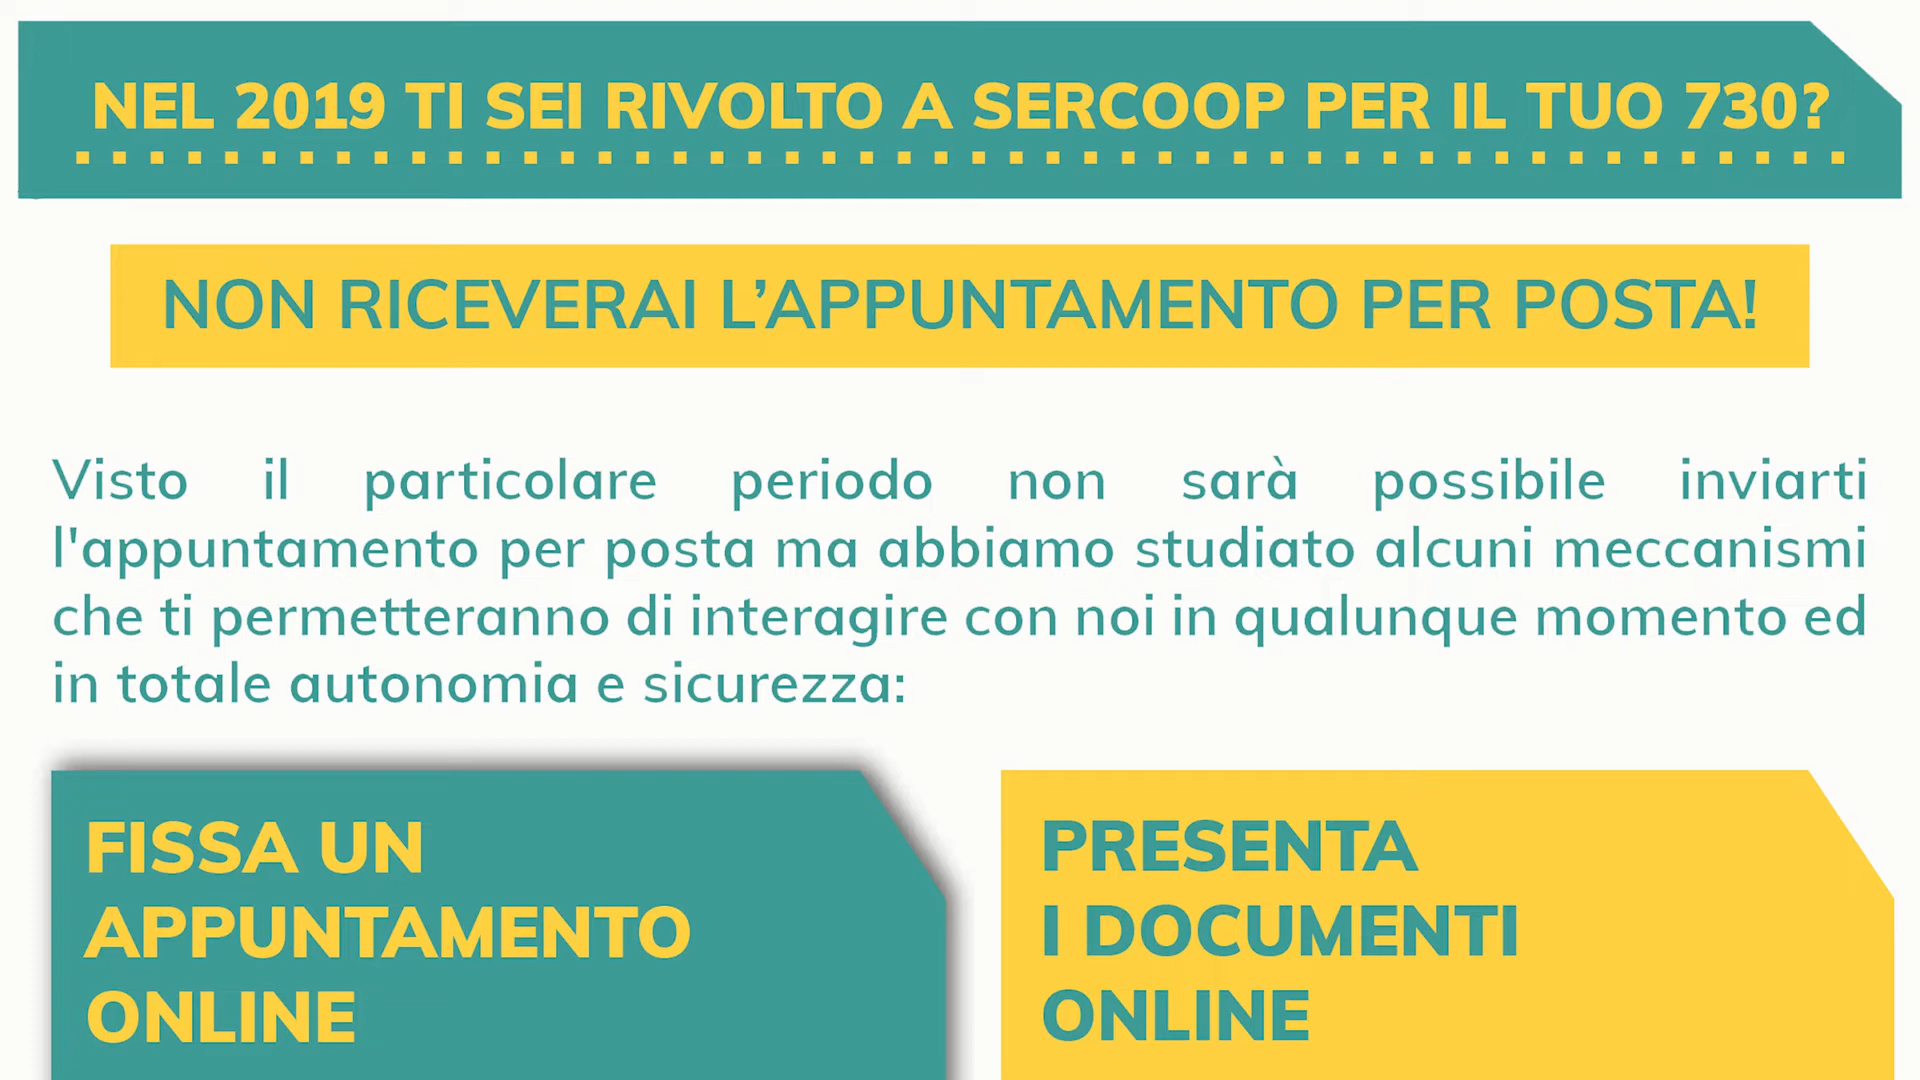 NEL 2019 TI SEI RIVOLTO A SERCOOP PER IL TUO 730?
NON RICEVERAI L’APPUNTAMENTO PER POSTA!
Visto il particolare periodo non sarà possibile inviarti
l'appuntamento per posta ma abbiamo studiato alcuni meccanismi
che ti permetteranno di interagire con noi in qualunque momento ed
in totale autonomia e sicurezza:
FISSA UN
APPUNTAMENTO
ONLINE
PRESENTA
I DOCUMENTI
ONLINE